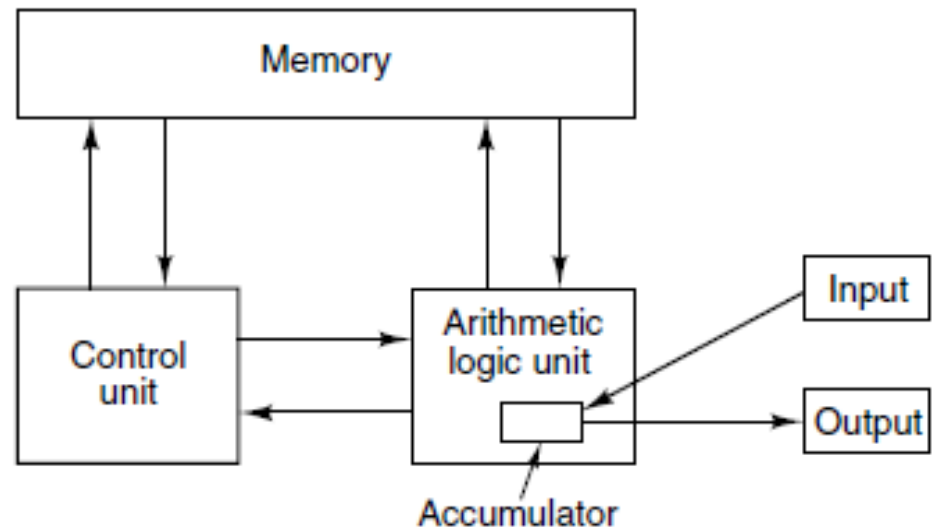 Memory
Control
unit
Arithmetic
logic unit
Input
Output
Accumulator